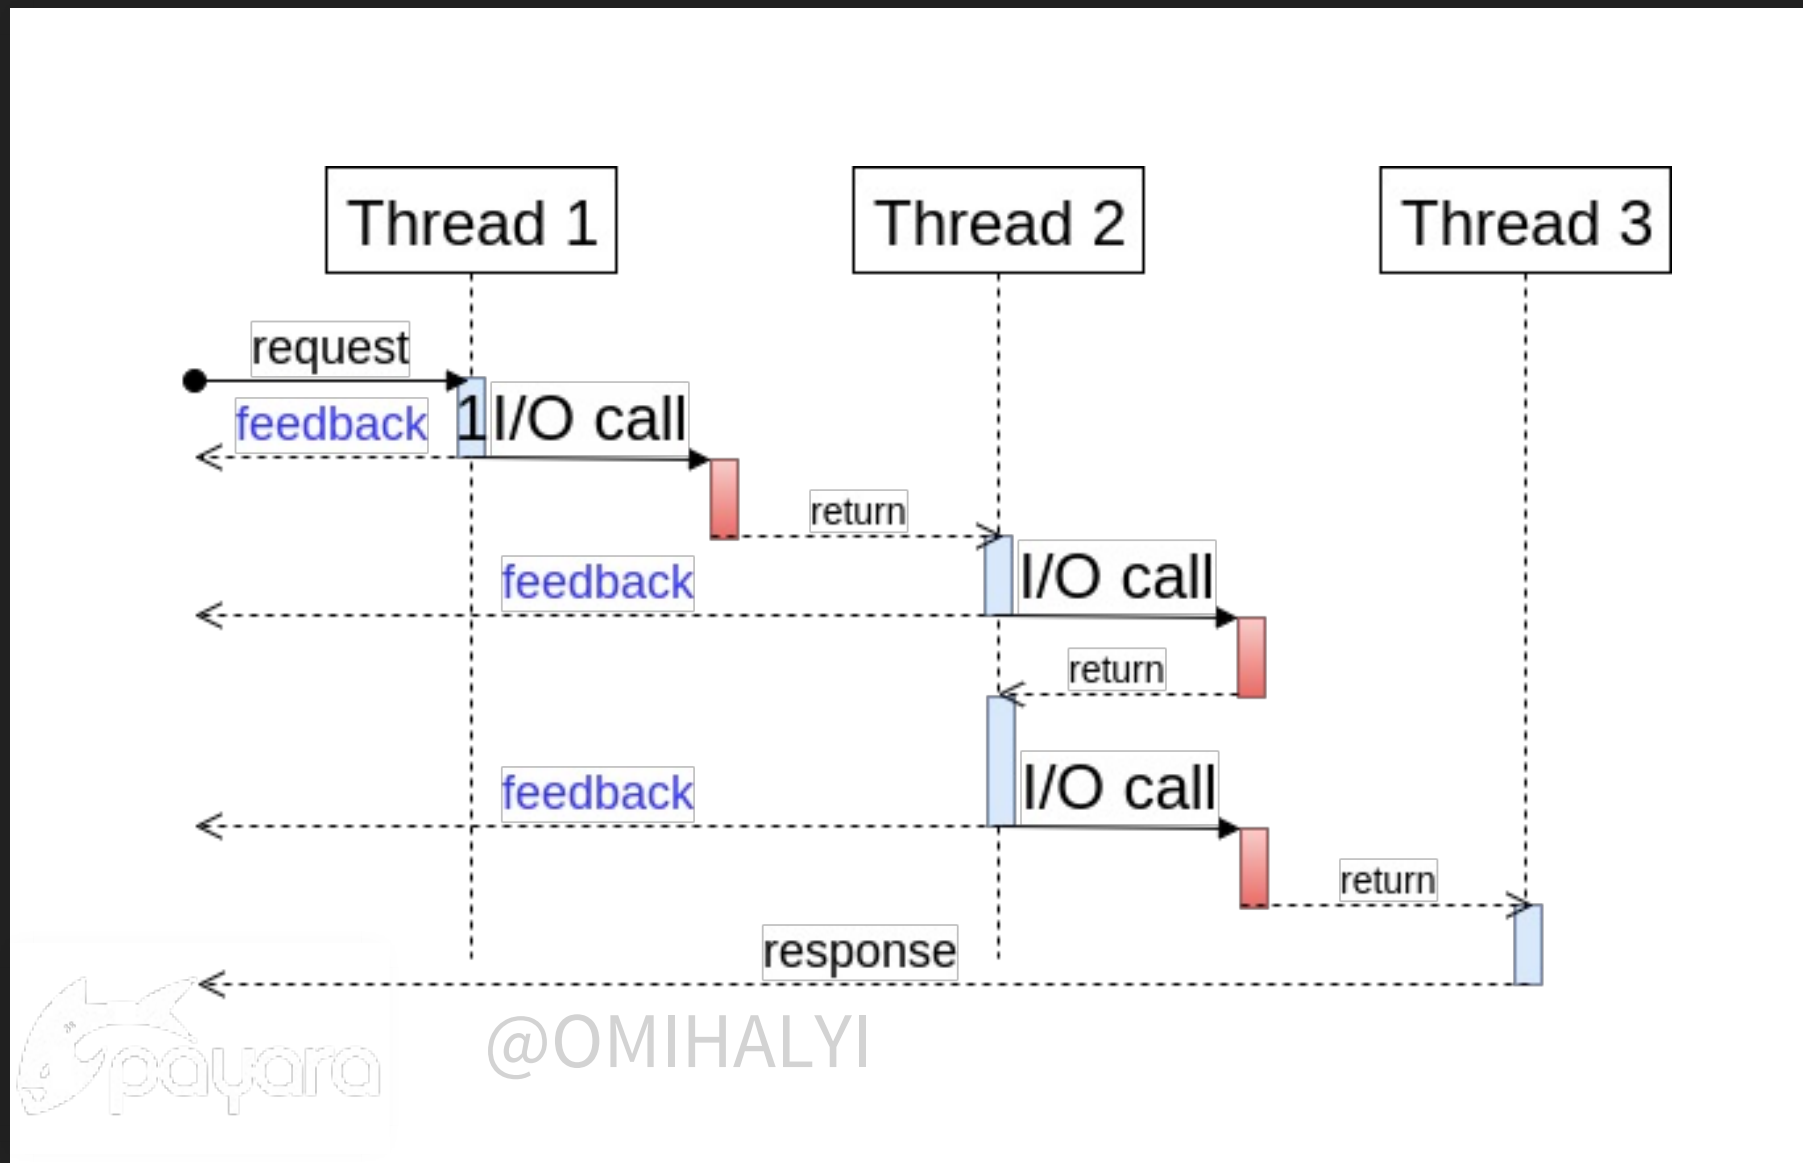 Thread 1
Thread 2
Thread 3
request
feedback
1
I/O call
return
feedback
I/O call
return
feedback
I/O call
return
response
@OMIHALYI
payara